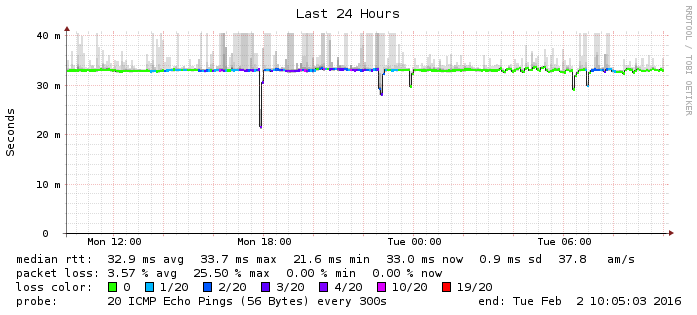 Last 24 Hours
RRDTOOL / TOBI OETIKER
Seconds
40 m
30 m
20 m
10 m
0
Mon 12:00 Mon 18:00 Tue 00:00 Tue 06:00
median rtt: 32.9 ms avg 33.7 ms max 21.6 ms min 33.0 ms now 0.9 ms sd 37.8 am/s
packet loss: 3.57 % avg 25.50 % max 0.00 % min 0.00 % now
loss color: 0 1/20 2/20 3/20 4/20 10/20 19/20
probe: 20 ICMP Echo Pings (56 Bytes) every 300s end: Tue Feb 2 10:05:03 2016